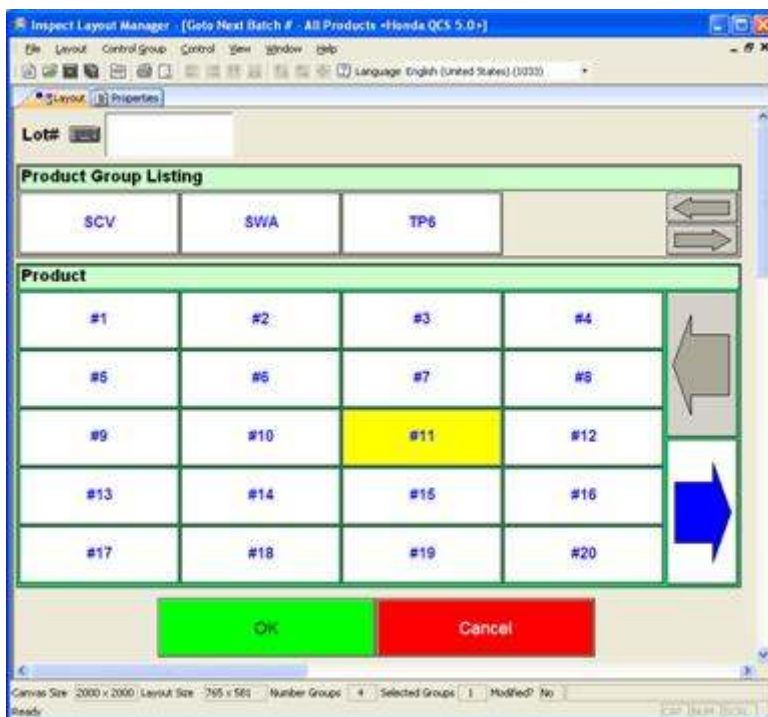 Inspect Layout Manager - [Goto Next Batch # - All Products <Honda QCS 5.0>]
File Layout Control Group Control View Window Help
Language English (United States) (1033)
Layout Properties
Lot#
Product Group Listing
SCV SWA TP6
Product
#1 #2 #3 #4
#5 #6 #7 #8
#9 #10 #11 #12
#13 #14 #15 #16
#17 #18 #19 #20
OK Cancel
Canvas Size 2000 x 2000 Layout Size 765 x 581 Number Groups 4 Selected Groups 1 Modified? No
Ready CAP NUM SCRL